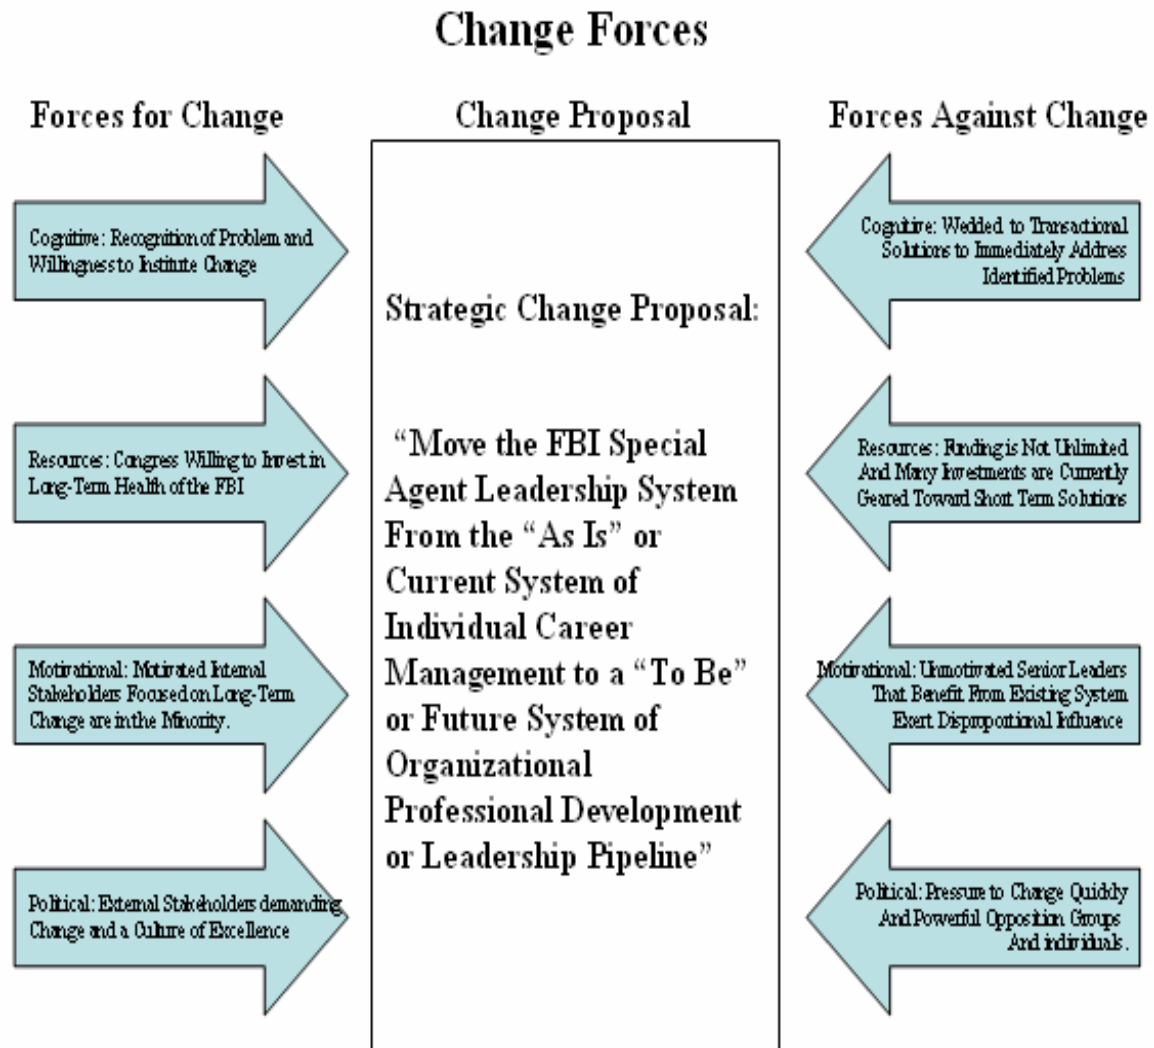 Change Forces
Forces for Change
Change Proposal
Forces Against Change
Cognitive: Recognition of Problem and
Willingness to Institute Change
Resources: Congress Willing to Invest in
Long-Term Health of the FBI
Motivational: Motivated Internal
Stakeholders Focused on Long-Term
Change are in the Minority.
Political: External Stakeholders demanding
Change and a Culture of Excellence
Strategic Change Proposal:
“Move the FBI Special
Agent Leadership System
From the “As Is” or
Current System of
Individual Career
Management to a “To Be”
or Future System of
Organizational
Professional Development
or Leadership Pipeline”
Cognitive: Wedded to Transactional
Solutions to Immediately Address
Identified Problems
Resources: Funding is Not Unlimited
And Many Investments are Currently
Geared Toward Short Term Solutions
Motivational: Unmotivated Senior Leaders
That Benefit From Existing System
Exert Disproportional Influence
Political: Pressure to Change Quickly
And Powerful Opposition Groups
And individuals.